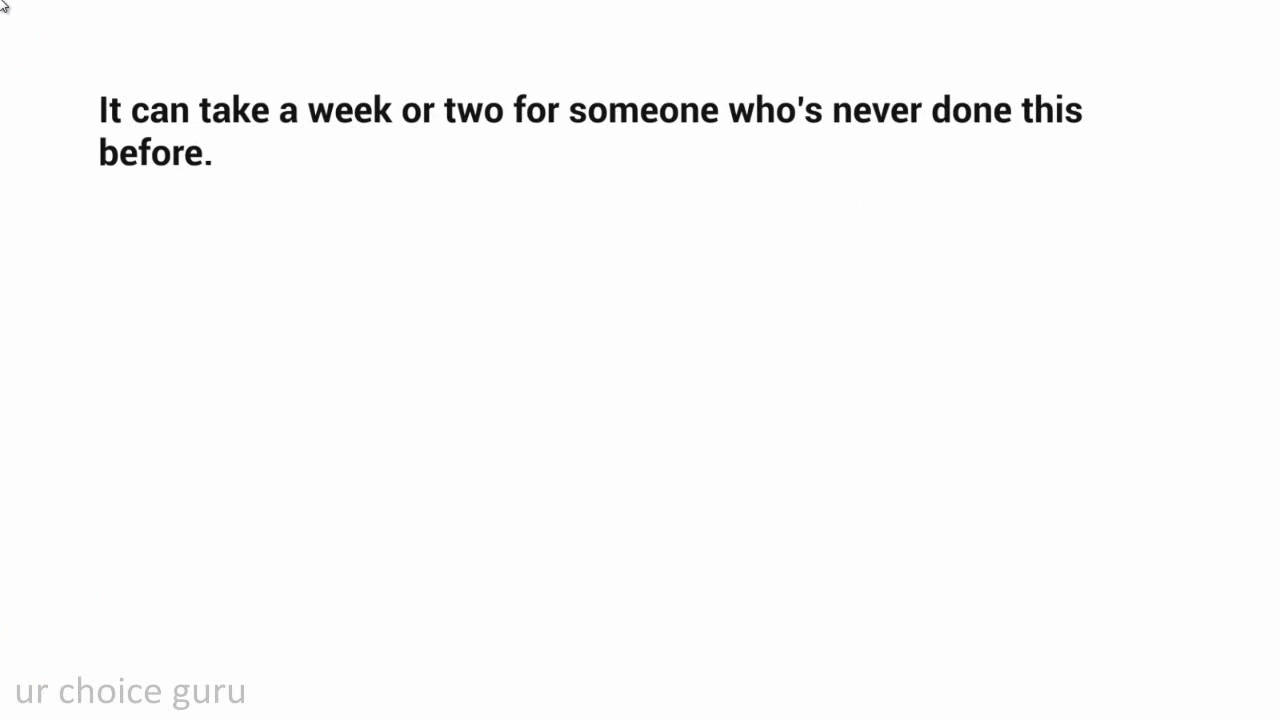 It can take a week or two for someone who's never done this
before.
ur choice guru